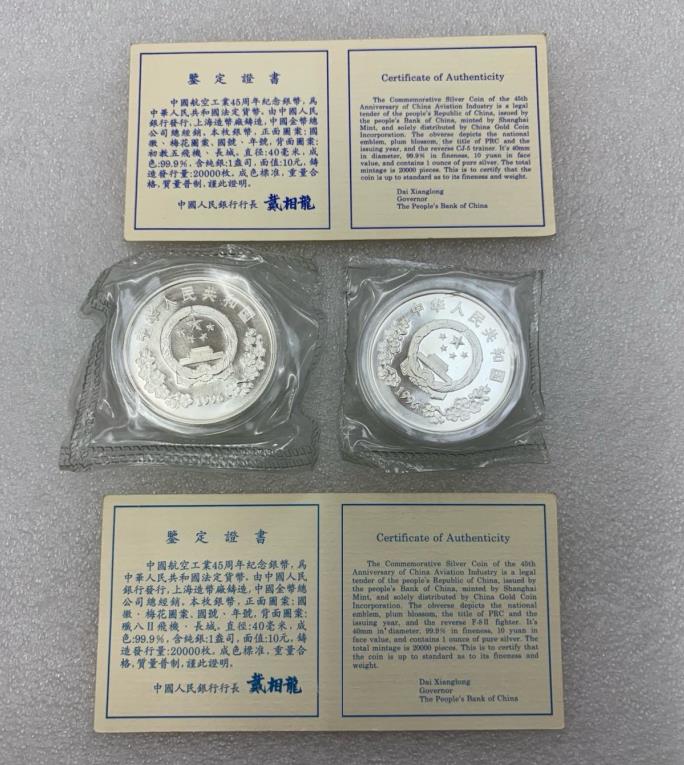 鑒定證書
中國航空工業45周年紀念銀幣，爲
中華人民共和國法定貨幣，由中國人民
銀行發行，上海造幣廠鑄造，中國金幣總
公司總經銷。本枚銀幣，正面圖案：國
徽、梅花圖案、國號、年號，背面圖案：
初教五飛機、長城。直徑：40毫米，成
色：99.9%，含純銀：1盎司，面值：10元，鑄
造發行量：20000枚，成色標准，重量合
格，質量普制，謹此證明。
中國人民銀行行長 戴相龍
Certificate of Authenticity
The Commemorative Silver Coin of the 45th
Anniversary of China Aviation Industry is a legal
tender of the people's Republic of China, issued
by the people's Bank of China, minted by Shanghai
Mint, and solely distributed by China Gold Coin
Incorporation. The obverse depicts the national
emblem, plum blossom, the title of PRC and the
issuing year, and the reverse CJ-5 trainer. It's 40mm
in diameter, 99.9% in fineness, 10 yuan in face
value, and contains 1 ounce of pure silver. The total
mintage is 20000 pieces. This is to certify that the
coin is up to standard as to its fineness and weight.
Dai Xianglong
Governor
The People's Bank of China
中华人民共和国
1996
中华人民共和国
1996
鑒定證書
中國航空工業45周年紀念銀幣，爲
中華人民共和國法定貨幣，由中國人民
銀行發行，上海造幣廠鑄造，中國金幣總
公司總經銷，本枚銀幣，正面圖案：國
徽、梅花圖案、國號、年號，背面圖案：
殲八Ⅱ飛機、長城。直徑：40毫米，成
色：99.9%，含純銀：1盎司，面值：10元，鑄
造發行量：20000枚，成色標准，重量合
格，質量普制，謹此證明。
中國人民銀行行長 戴相龍
Certificate of Authenticity
The Commemorative Silver Coin of the 45th
Anniversary of China Aviation Industry is a legal
tender of the people's Republic of China, issued
by the people's Bank of China, minted by Shanghai
Mint, and solely distributed by China Gold Coin
Incorporation. The obverse depicts the national
emblem, plum blossom, the title of PRC and the
issuing year, and the reverse F-8Ⅱ fighter. It's
40mm in diameter, 99.9% in fineness, 10 yuan in
face value, and contains 1 ounce of pure silver. The
total mintage is 20000 pieces. This is to certify that
the coin is up to standard as to its fineness and
weight.
Dai Xianglong
Governor
The People's Bank of China